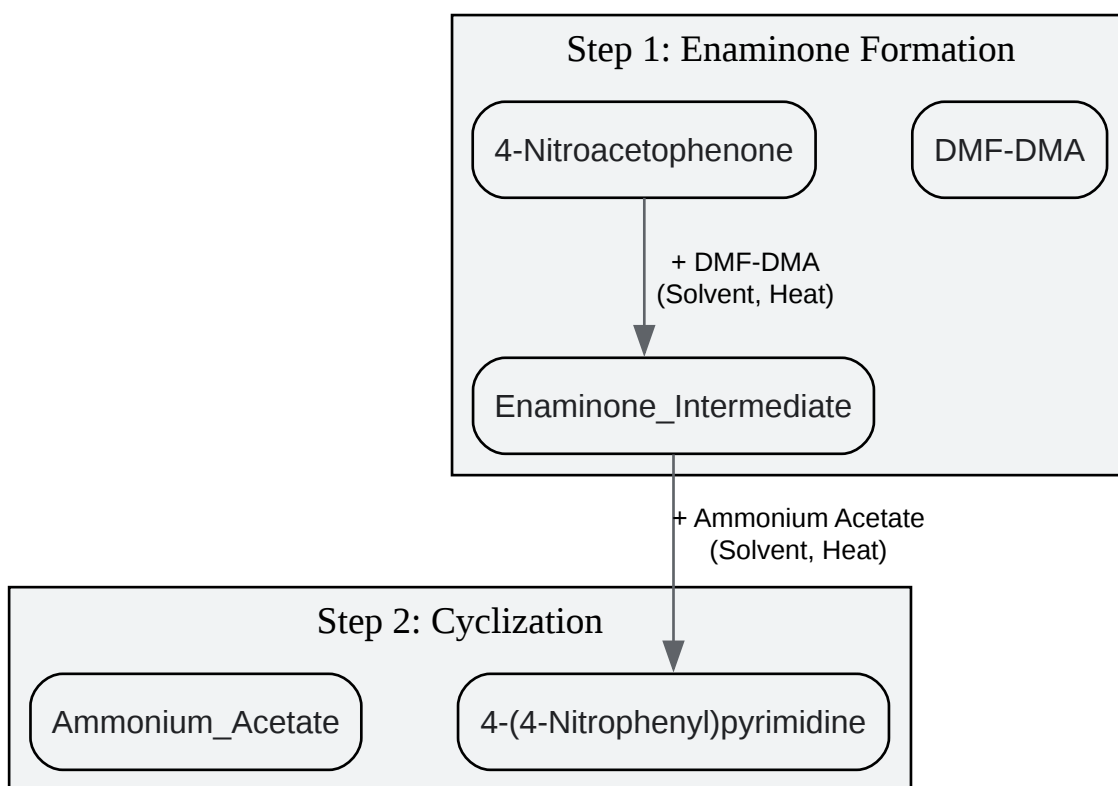 Step 1: Enaminone Formation
4-Nitroacetophenone
DMF-DMA
+ DMF-DMA
(Solvent, Heat)
Enaminone_Intermediate
+ Ammonium Acetate
(Solvent, Heat)
Step 2: Cyclization
Ammonium_Acetate
4-(4-Nitrophenyl)pyrimidine